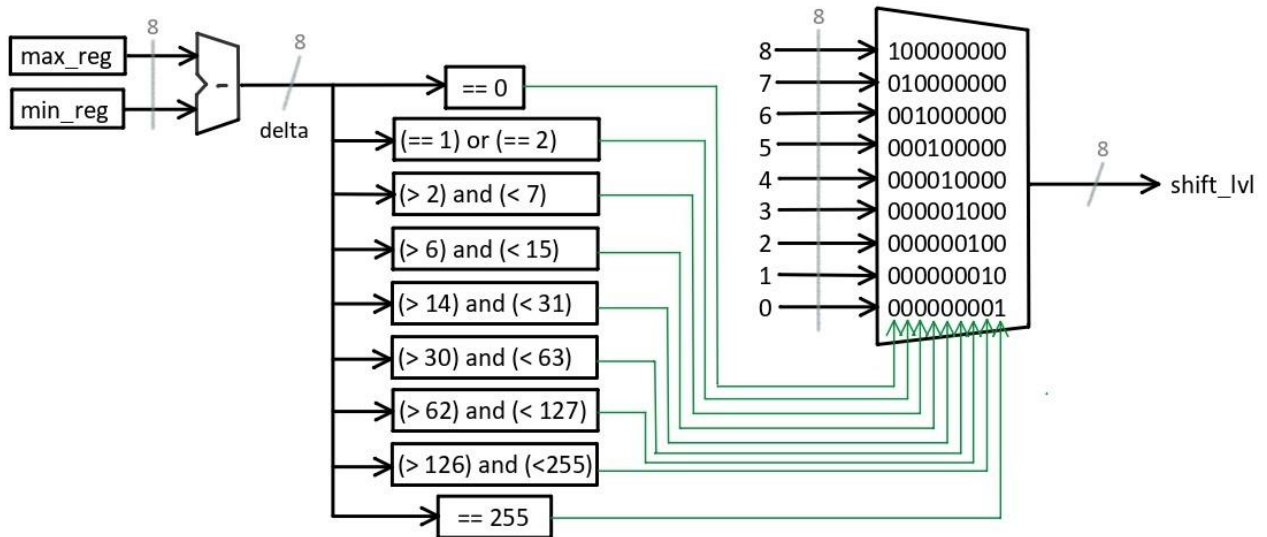 max_reg
min_reg
8
-
8
delta
== 0
(== 1) or (== 2)
(> 2) and (< 7)
(> 6) and (< 15)
(> 14) and (< 31)
(> 30) and (< 63)
(> 62) and (< 127)
(> 126) and (<255)
== 255
8
8 100000000
7 010000000
6 001000000
5 000100000
4 000010000
3 000001000
2 000000100
1 000000010
0 000000001
8
shift_lvl